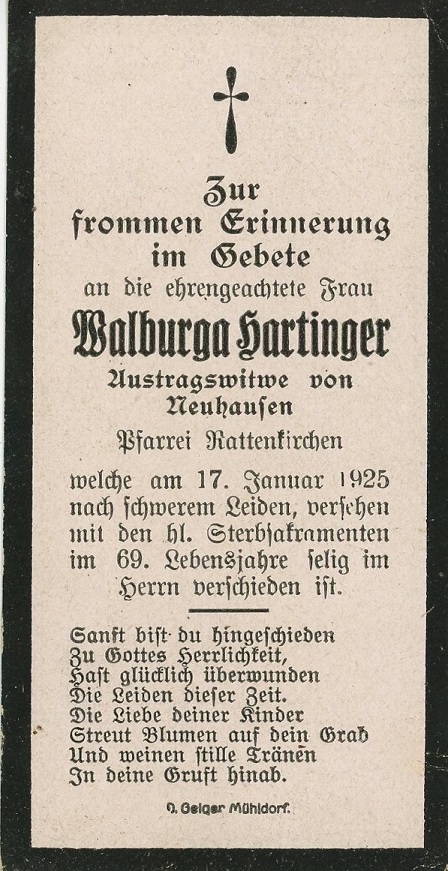 Zur
frommen Erinnerung
im Gebete
an die ehrengeachtete Frau
Walburga Hartinger
Austragswitwe von
Neuhausen
Pfarrei Rattenkirchen
welche am 17. Januar 1925
nach schwerem Leiden, versehen
mit den hl. Sterbsakramenten
im 69. Lebensjahre selig im
Herrn verschieden ist.
Sanft bist du hingeschieden
Zu Gottes Herrlichkeit,
Hast glücklich überwunden
Die Leiden dieser Zeit.
Die Liebe deiner Kinder
Streut Blumen auf dein Grab
Und weinen stille Tränen
In deine Gruft hinab.
D. Geiger Mühldorf.